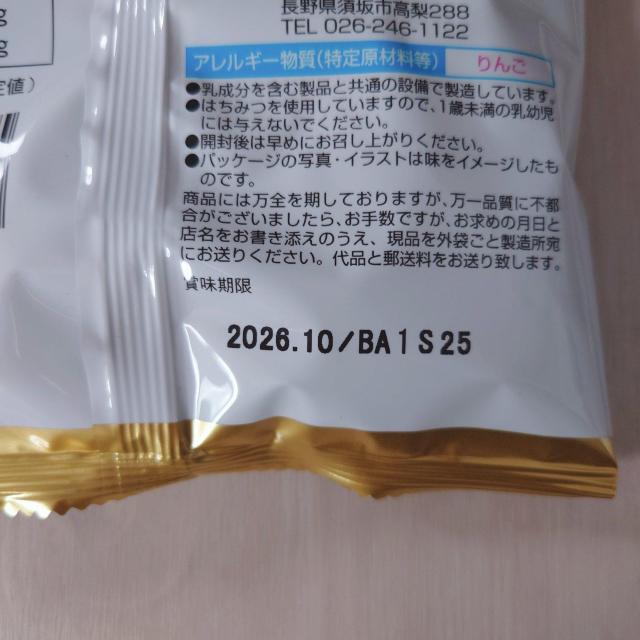 g
g
定値）
長野県須坂市高梨288
TEL 026-246-1122
アレルギー物質（特定原材料等） りんご
●乳成分を含む製品と共通の設備で製造しています。
●はちみつを使用していますので、1歳未満の乳幼児
には与えないでください。
●開封後は早めにお召し上がりください。
●パッケージの写真・イラストは味をイメージしたも
のです。
商品には万全を期しておりますが、万一品質に不都
合がございましたら、お手数ですが、お求めの月日と
店名をお書き添えのうえ、現品を外袋ごと製造所宛
にお送りください。代品と郵送料をお送り致します。
賞味期限
2026.10/BA1S25